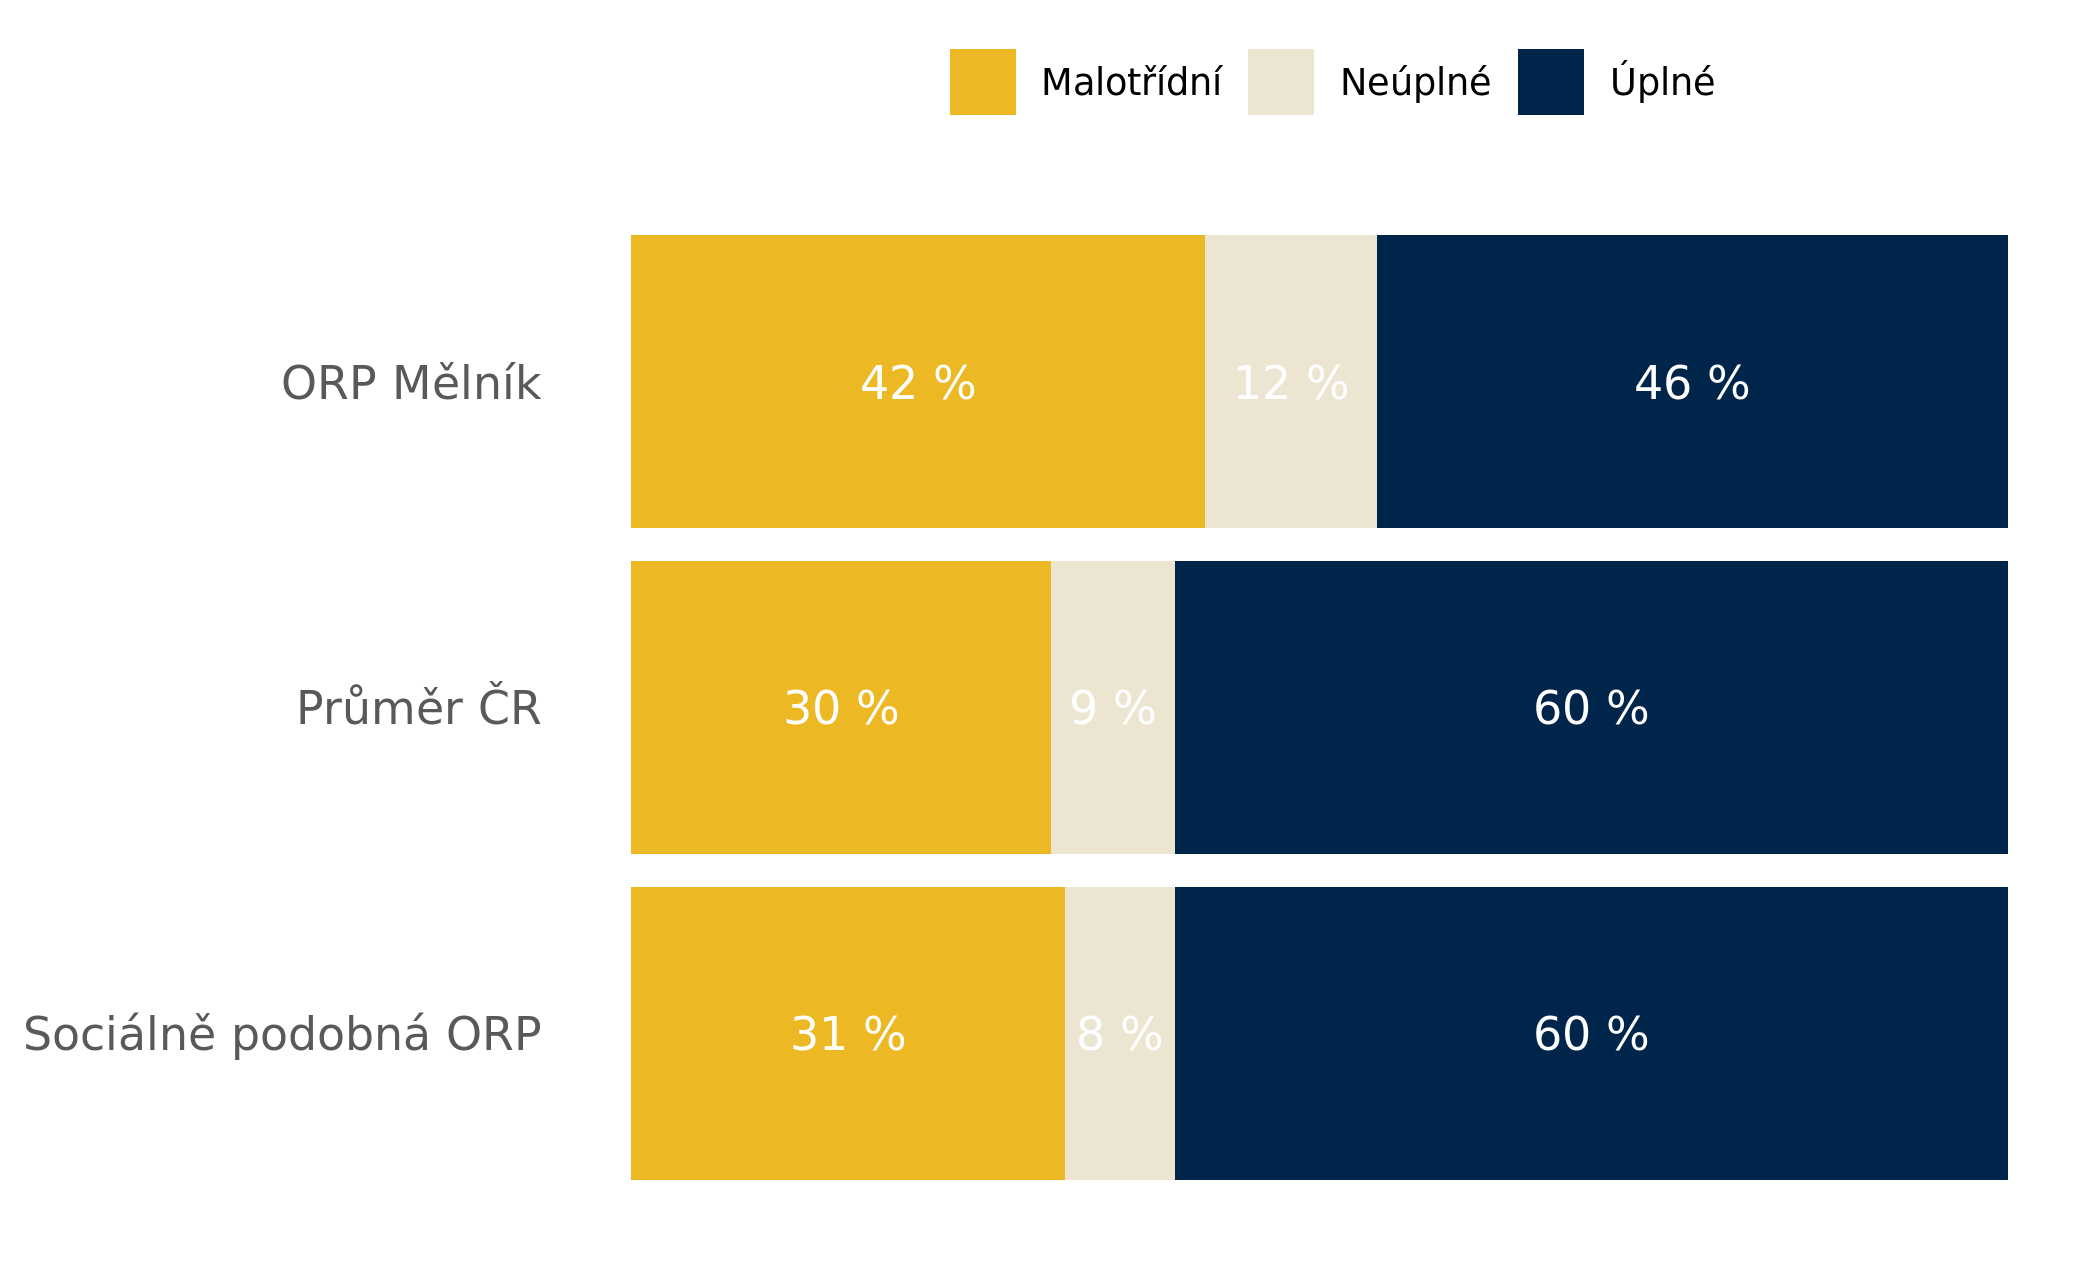 Malotřídní Neúplné Úplné
ORP Mělník 42 % 12 % 46 %
Průměr ČR 30 % 9 % 60 %
Sociálně podobná ORP 31 % 8 % 60 %